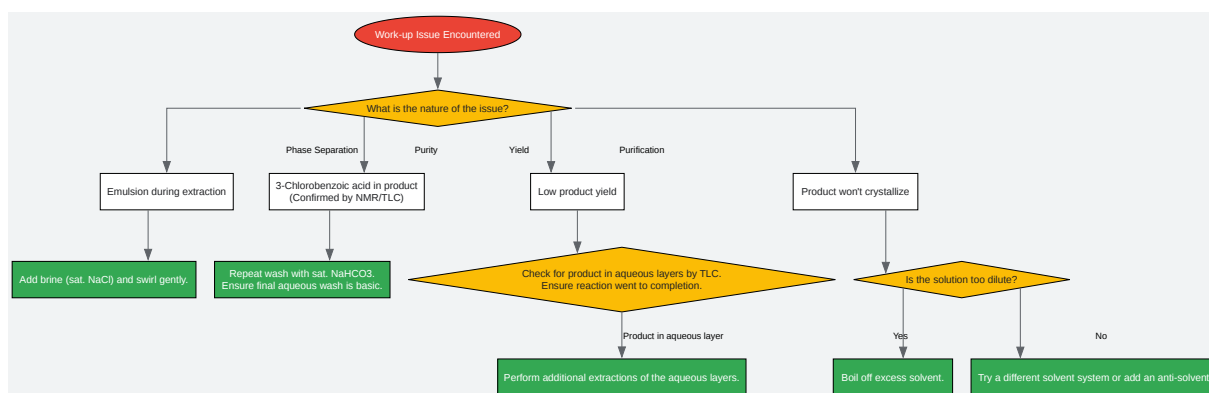 Work-up Issue Encountered
What is the nature of the issue?
Phase Separation
Purity
Yield
Purification
Emulsion during extraction
3-Chlorobenzoic acid in product
(Confirmed by NMR/TLC)
Low product yield
Product won't crystallize
Add brine (sat. NaCl) and swirl gently.
Repeat wash with sat. NaHCO3.
Ensure final aqueous wash is basic.
Check for product in aqueous layers by TLC.
Ensure reaction went to completion.
Is the solution too dilute?
Product in aqueous layer
Yes
No
Perform additional extractions of the aqueous layers.
Boil off excess solvent.
Try a different solvent system or add an anti-solvent